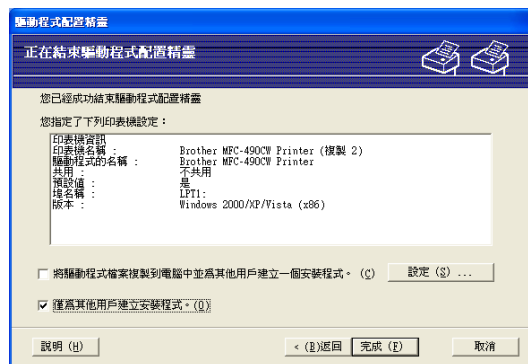 驅動程式配置精靈
正在結束驅動程式配置精靈
您已經成功結束驅動程式配置精靈
您指定了下列印表機設定：
印表機資訊
印表機名稱： Brother MFC-490CW Printer (複製 2)
驅動程式的名稱： Brother MFC-490CW Printer
共用： 不共用
預設値： 是
埠名稱： LPT1:
版本： Windows 2000/XP/Vista (x86)
將驅動程式檔案複製到電腦中並為其他用戶建立一個安裝程式。(C) 設定 (S) ...
僅為其他用戶建立安裝程式。(O)
說明 (H) < (B)返回 完成 (F) 取消